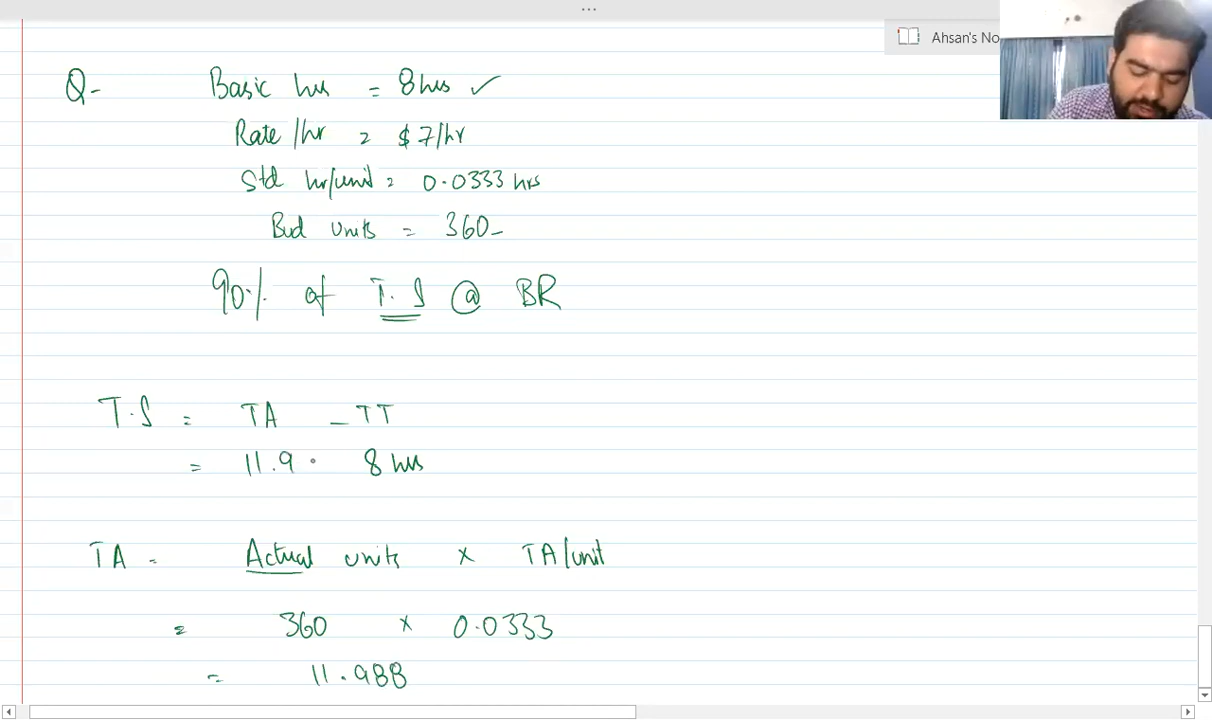 ...
Ahsan's No
Q- Basic hrs = 8hrs ✓
Rate/hr = $7/hr
Std hr/unit = 0.0333 hrs
Bud units = 360-
90% of T.S @ BR
T.S = TA - TT
= 11.9 8 hrs
TA = Actual units x TA/unit
= 360 x 0.0333
= 11.988